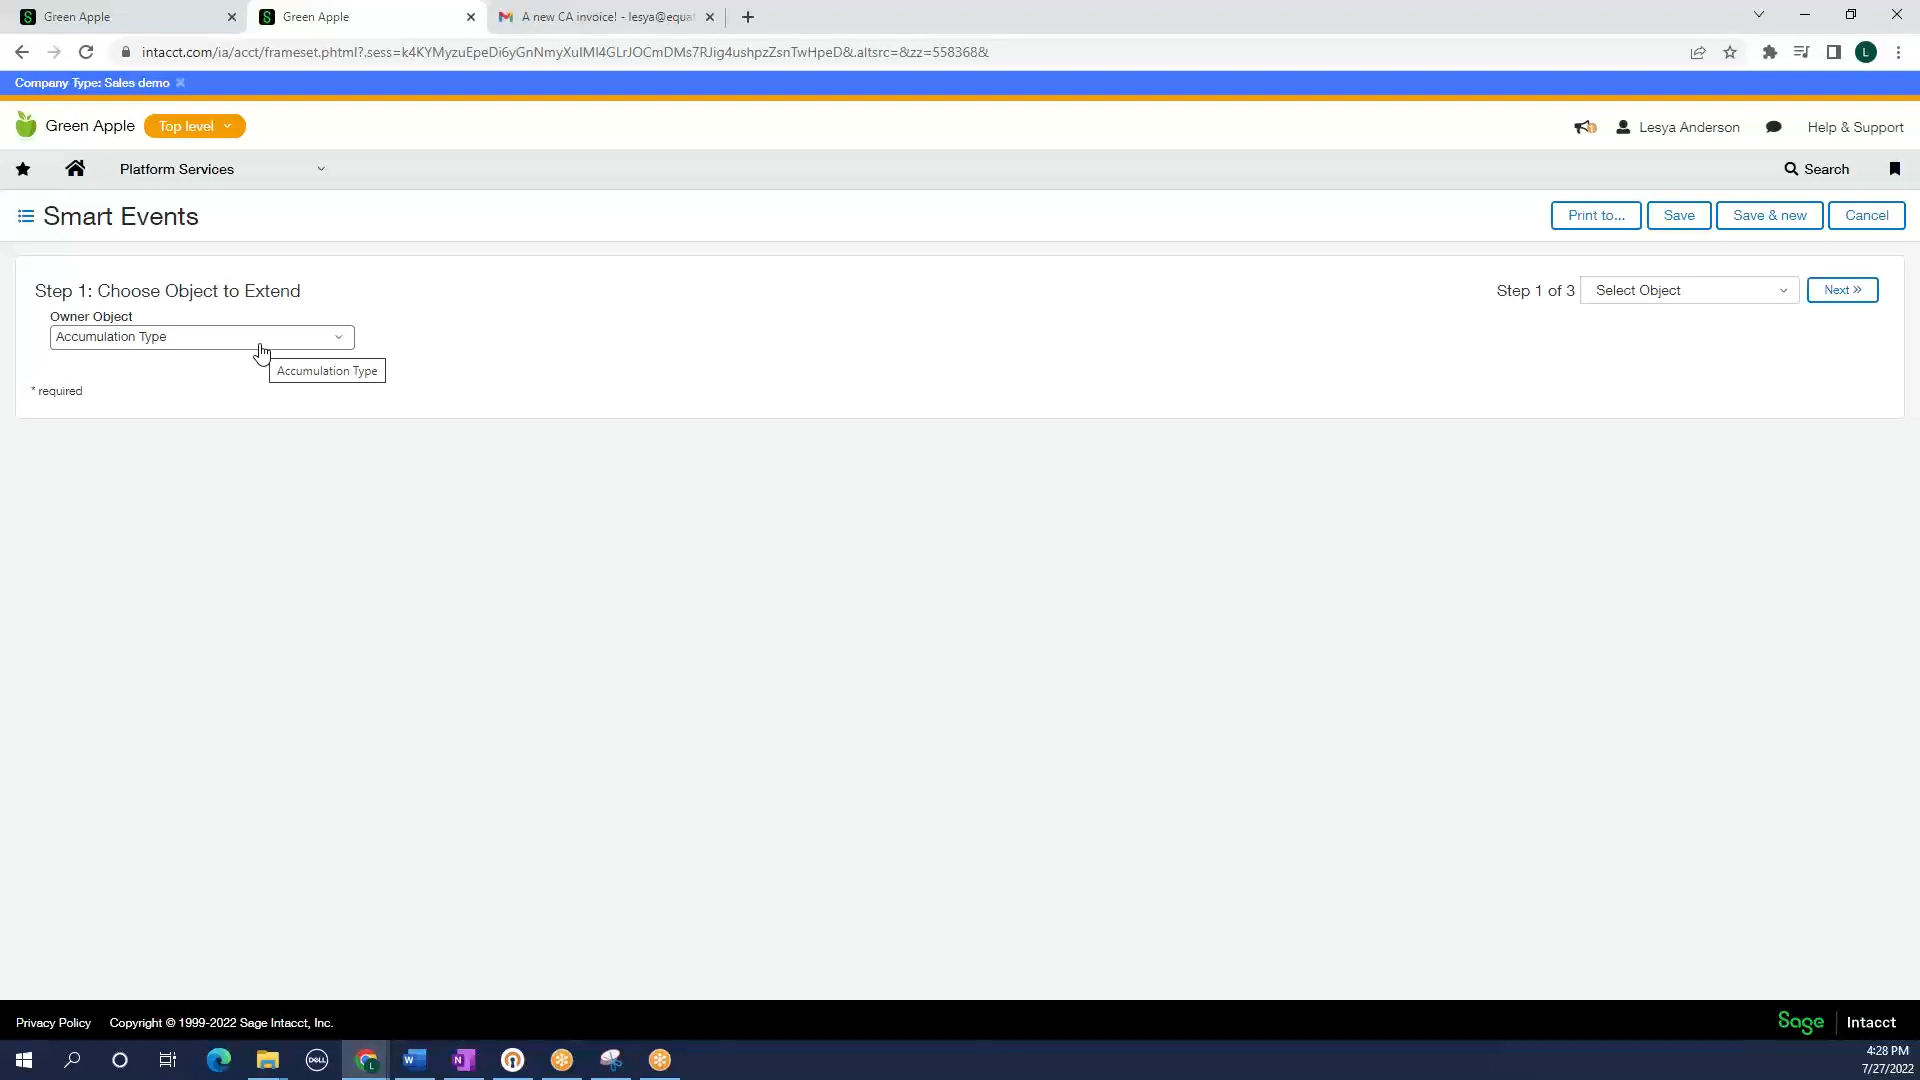 Green Apple
Green Apple
A new CA invoice! - lesya@equat
intacct.com/ia/acct/frameset.phtml?.sess=k4KYMyzuEpeDi6yGnNmyXuIMl4GLrJOCmDMs7RJig4ushpzZsnTwHpeD&.altsrc=&zz=558368&
L
Company Type: Sales demo
Green Apple
Top level
Lesya Anderson
Help & Support
Platform Services
Search
Smart Events
Print to...
Save
Save & new
Cancel
Step 1: Choose Object to Extend
Step 1 of 3
Select Object
Next »
Owner Object
Accumulation Type
Accumulation Type
* required
Privacy Policy
Copyright © 1999-2022 Sage Intacct, Inc.
Sage
Intacct
4:28 PM
7/27/2022